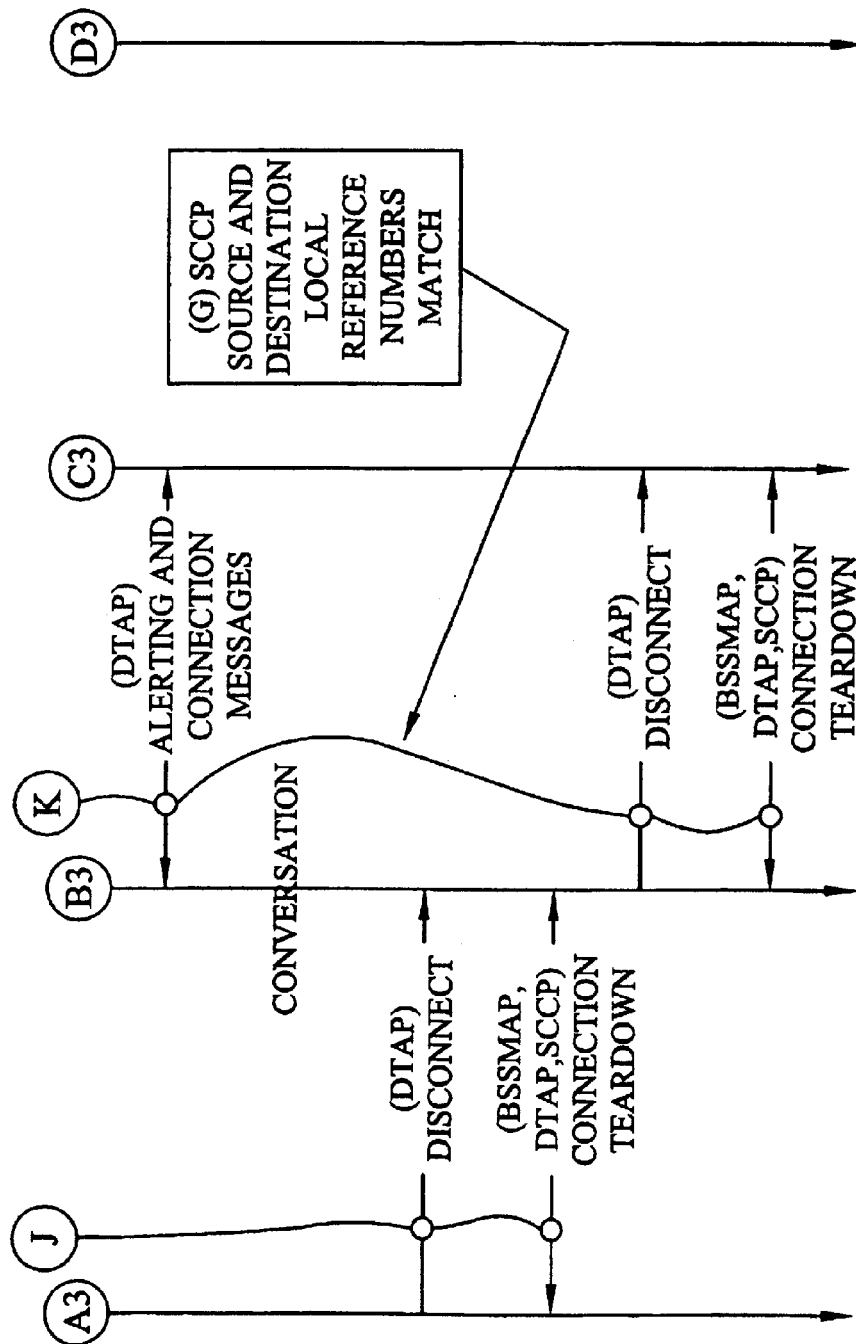 A3
J
B3
K
C3
D3
(DTAP)
ALERTING AND
CONNECTION
MESSAGES
(G) SCCP
SOURCE AND
DESTINATION
LOCAL
REFERENCE
NUMBERS
MATCH
CONVERSATION
(DTAP)
DISCONNECT
(BSSMAP,
DTAP,SCCP)
CONNECTION
TEARDOWN
(DTAP)
DISCONNECT
(BSSMAP,
DTAP,SCCP)
CONNECTION
TEARDOWN